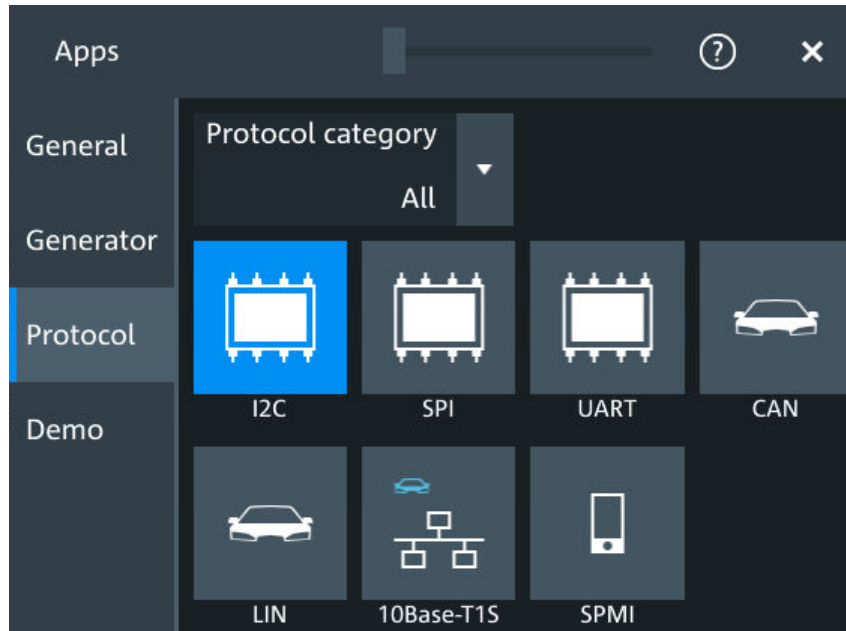 Apps
?
×
General
Generator
Protocol
Demo
Protocol category
All
I2C
SPI
UART
CAN
LIN
10Base-T1S
SPMI